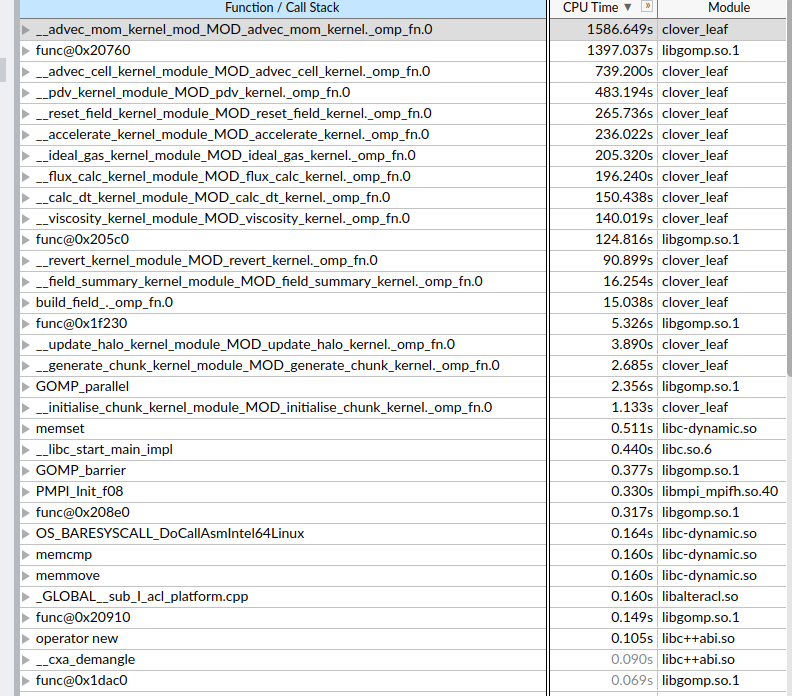 Function / Call Stack CPU Time ▼ » Module
__advec_mom_kernel_mod_MOD_advec_mom_kernel._omp_fn.0 1586.649s clover_leaf
func@0x20760 1397.037s libgomp.so.1
__advec_cell_kernel_module_MOD_advec_cell_kernel._omp_fn.0 739.200s clover_leaf
__pdv_kernel_module_MOD_pdv_kernel._omp_fn.0 483.194s clover_leaf
__reset_field_kernel_module_MOD_reset_field_kernel._omp_fn.0 265.736s clover_leaf
__accelerate_kernel_module_MOD_accelerate_kernel._omp_fn.0 236.022s clover_leaf
__ideal_gas_kernel_module_MOD_ideal_gas_kernel._omp_fn.0 205.320s clover_leaf
__flux_calc_kernel_module_MOD_flux_calc_kernel._omp_fn.0 196.240s clover_leaf
__calc_dt_kernel_module_MOD_calc_dt_kernel._omp_fn.0 150.438s clover_leaf
__viscosity_kernel_module_MOD_viscosity_kernel._omp_fn.0 140.019s clover_leaf
func@0x205c0 124.816s libgomp.so.1
__revert_kernel_module_MOD_revert_kernel._omp_fn.0 90.899s clover_leaf
__field_summary_kernel_module_MOD_field_summary_kernel._omp_fn.0 16.254s clover_leaf
build_field_._omp_fn.0 15.038s clover_leaf
func@0x1f230 5.326s libgomp.so.1
__update_halo_kernel_module_MOD_update_halo_kernel._omp_fn.0 3.890s clover_leaf
__generate_chunk_kernel_module_MOD_generate_chunk_kernel._omp_fn.0 2.685s clover_leaf
GOMP_parallel 2.356s libgomp.so.1
__initialise_chunk_kernel_module_MOD_initialise_chunk_kernel._omp_fn.0 1.133s clover_leaf
memset 0.511s libc-dynamic.so
__libc_start_main_impl 0.440s libc.so.6
GOMP_barrier 0.377s libgomp.so.1
PMPI_Init_f08 0.330s libmpi_mpifh.so.40
func@0x208e0 0.317s libgomp.so.1
OS_BARESYSCALL_DoCallAsmIntel64Linux 0.164s libc-dynamic.so
memcmp 0.160s libc-dynamic.so
memmove 0.160s libc-dynamic.so
_GLOBAL__sub_I_acl_platform.cpp 0.160s libalteracl.so
func@0x20910 0.149s libgomp.so.1
operator new 0.105s libc++abi.so
__cxa_demangle 0.090s libc++abi.so
func@0x1dac0 0.069s libgomp.so.1